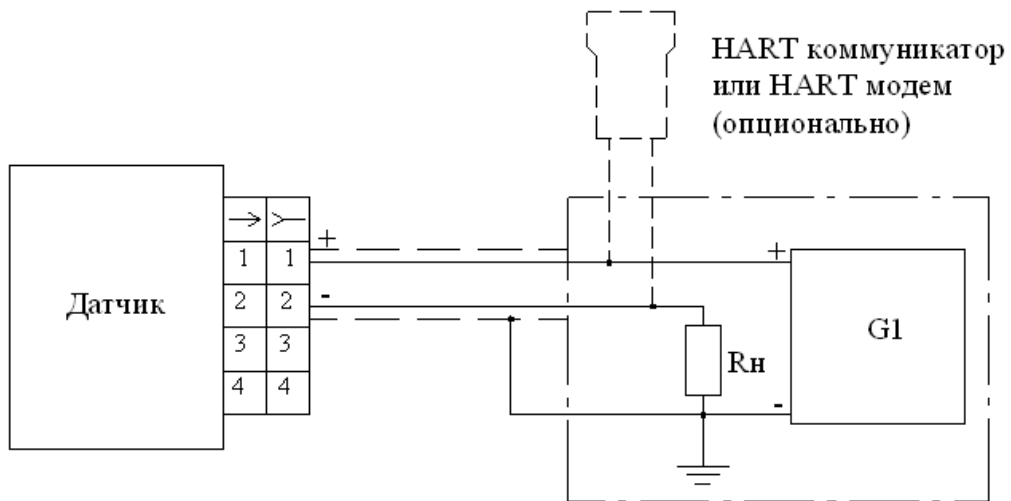 HART коммуникатор
или HART модем
(опционально)
+
+
1 1
Датчик
2 2
-
G1
3 3
Rн
4 4
-